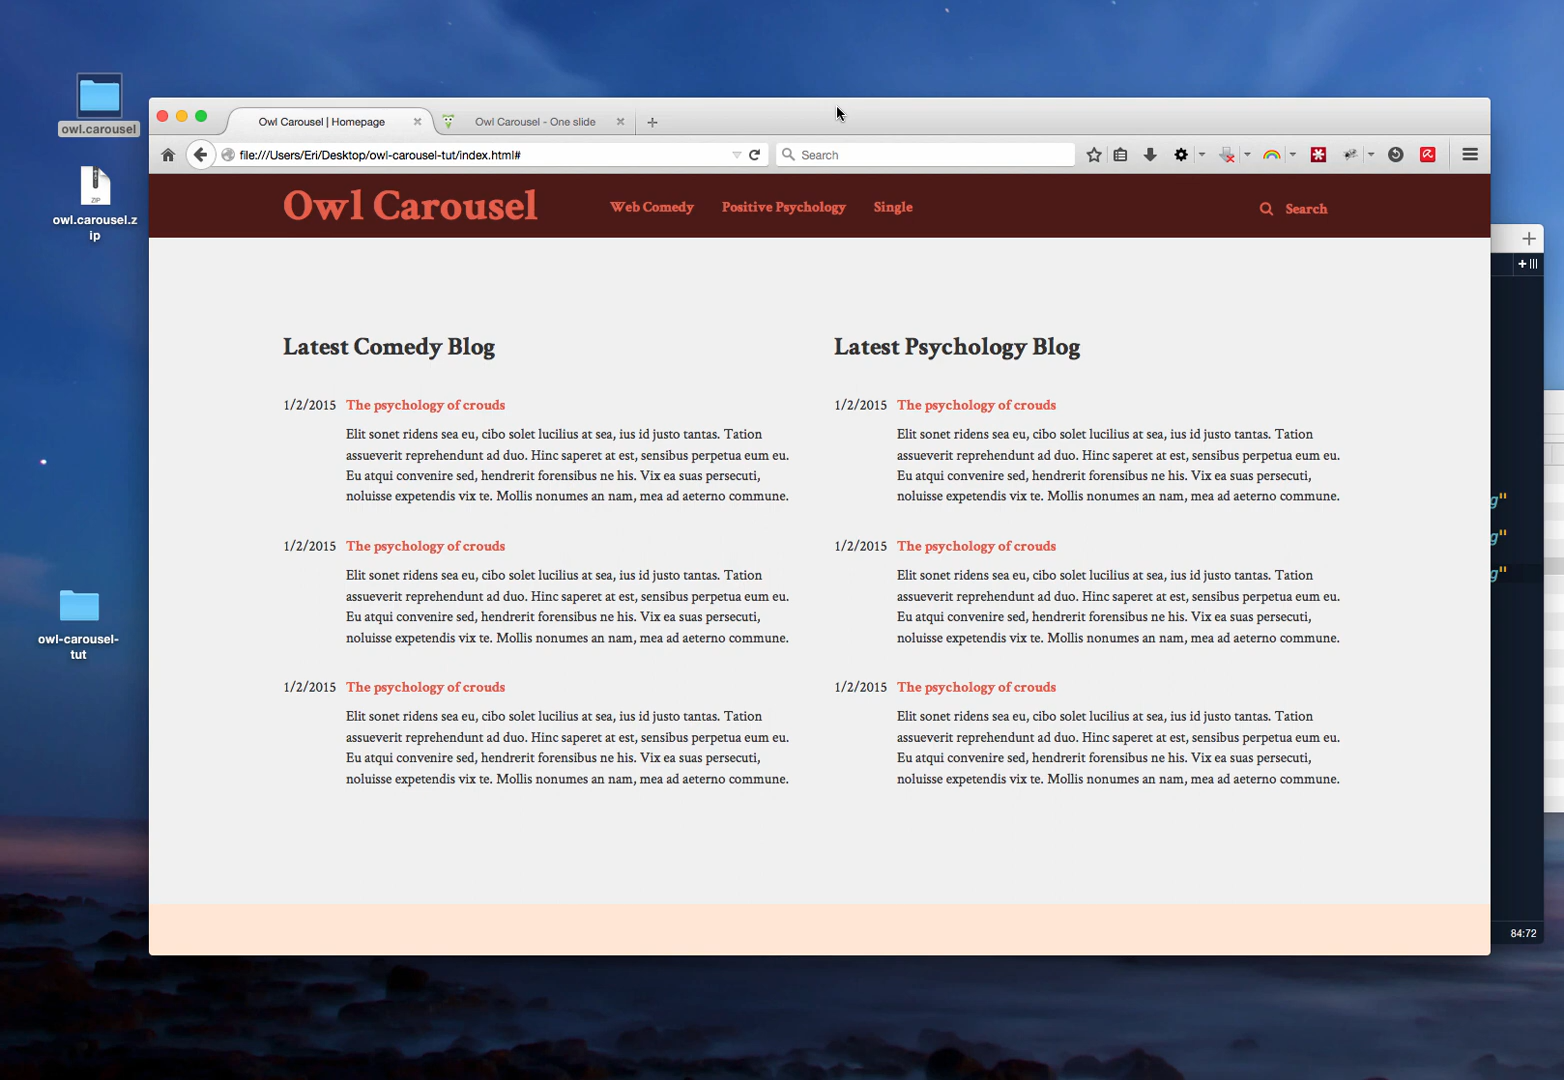 owl.carousel
ZIP
owl.carousel.z
ip
owl-carousel-
tut
Owl Carousel | Homepage
Owl Carousel - One slide
file:///Users/Eri/Desktop/owl-carousel-tut/index.html#
Search
Owl Carousel
Web Comedy
Positive Psychology
Single
Search
Latest Comedy Blog
1/2/2015 The psychology of crouds
Elit sonet ridens sea eu, cibo solet lucilius at sea, ius id justo tantas. Tation
assueverit reprehendunt ad duo. Hinc saperet at est, sensibus perpetua eum eu.
Eu atqui convenire sed, hendrerit forensibus ne his. Vix ea suas persecuti,
noluisse expetendis vix te. Mollis nonumes an nam, mea ad aeterno commune.
1/2/2015 The psychology of crouds
Elit sonet ridens sea eu, cibo solet lucilius at sea, ius id justo tantas. Tation
assueverit reprehendunt ad duo. Hinc saperet at est, sensibus perpetua eum eu.
Eu atqui convenire sed, hendrerit forensibus ne his. Vix ea suas persecuti,
noluisse expetendis vix te. Mollis nonumes an nam, mea ad aeterno commune.
1/2/2015 The psychology of crouds
Elit sonet ridens sea eu, cibo solet lucilius at sea, ius id justo tantas. Tation
assueverit reprehendunt ad duo. Hinc saperet at est, sensibus perpetua eum eu.
Eu atqui convenire sed, hendrerit forensibus ne his. Vix ea suas persecuti,
noluisse expetendis vix te. Mollis nonumes an nam, mea ad aeterno commune.
Latest Psychology Blog
1/2/2015 The psychology of crouds
Elit sonet ridens sea eu, cibo solet lucilius at sea, ius id justo tantas. Tation
assueverit reprehendunt ad duo. Hinc saperet at est, sensibus perpetua eum eu.
Eu atqui convenire sed, hendrerit forensibus ne his. Vix ea suas persecuti,
noluisse expetendis vix te. Mollis nonumes an nam, mea ad aeterno commune.
1/2/2015 The psychology of crouds
Elit sonet ridens sea eu, cibo solet lucilius at sea, ius id justo tantas. Tation
assueverit reprehendunt ad duo. Hinc saperet at est, sensibus perpetua eum eu.
Eu atqui convenire sed, hendrerit forensibus ne his. Vix ea suas persecuti,
noluisse expetendis vix te. Mollis nonumes an nam, mea ad aeterno commune.
1/2/2015 The psychology of crouds
Elit sonet ridens sea eu, cibo solet lucilius at sea, ius id justo tantas. Tation
assueverit reprehendunt ad duo. Hinc saperet at est, sensibus perpetua eum eu.
Eu atqui convenire sed, hendrerit forensibus ne his. Vix ea suas persecuti,
noluisse expetendis vix te. Mollis nonumes an nam, mea ad aeterno commune.
g"
g"
g"
84:72